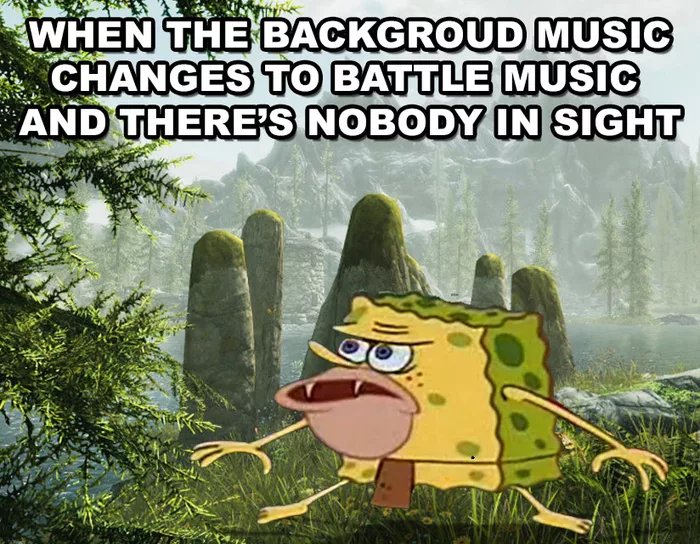 WHEN THE BACKGROUD MUSIC
CHANGES TO BATTLE MUSIC
AND THERE'S NOBODY IN SIGHT